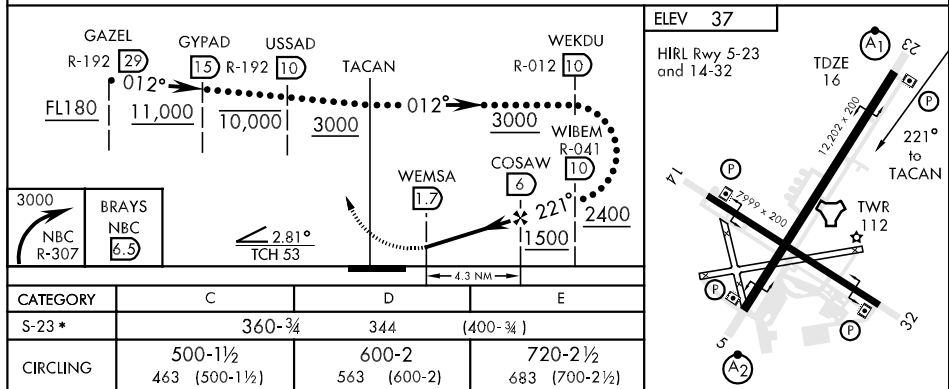 GAZEL
R-192 29
GYPAD
15
USSAD
R-192 10
TACAN
WEKDU
R-012 10
012°
012°
FL180
11,000
10,000
3000
3000
WIBEM
R-041
10
COSAW
6
WEMSA
1.7
221°
2400
1500
3000
NBC
R-307
BRAYS
NBC
6.5
2.81°
TCH 53
4.3 NM
CATEGORY C D E
S-23 * 360-¾ 344 (400-¾)
CIRCLING
500-1½ 600-2 720-2½
463 (500-1½) 563 (600-2) 683 (700-2½)
ELEV 37
HIRL Rwy 5-23
and 14-32
A1
23
TDZE
16
P
12,202 x 200
221°
to
TACAN
P
14
7999 x 200
TWR
112
P
P
32
5
A2